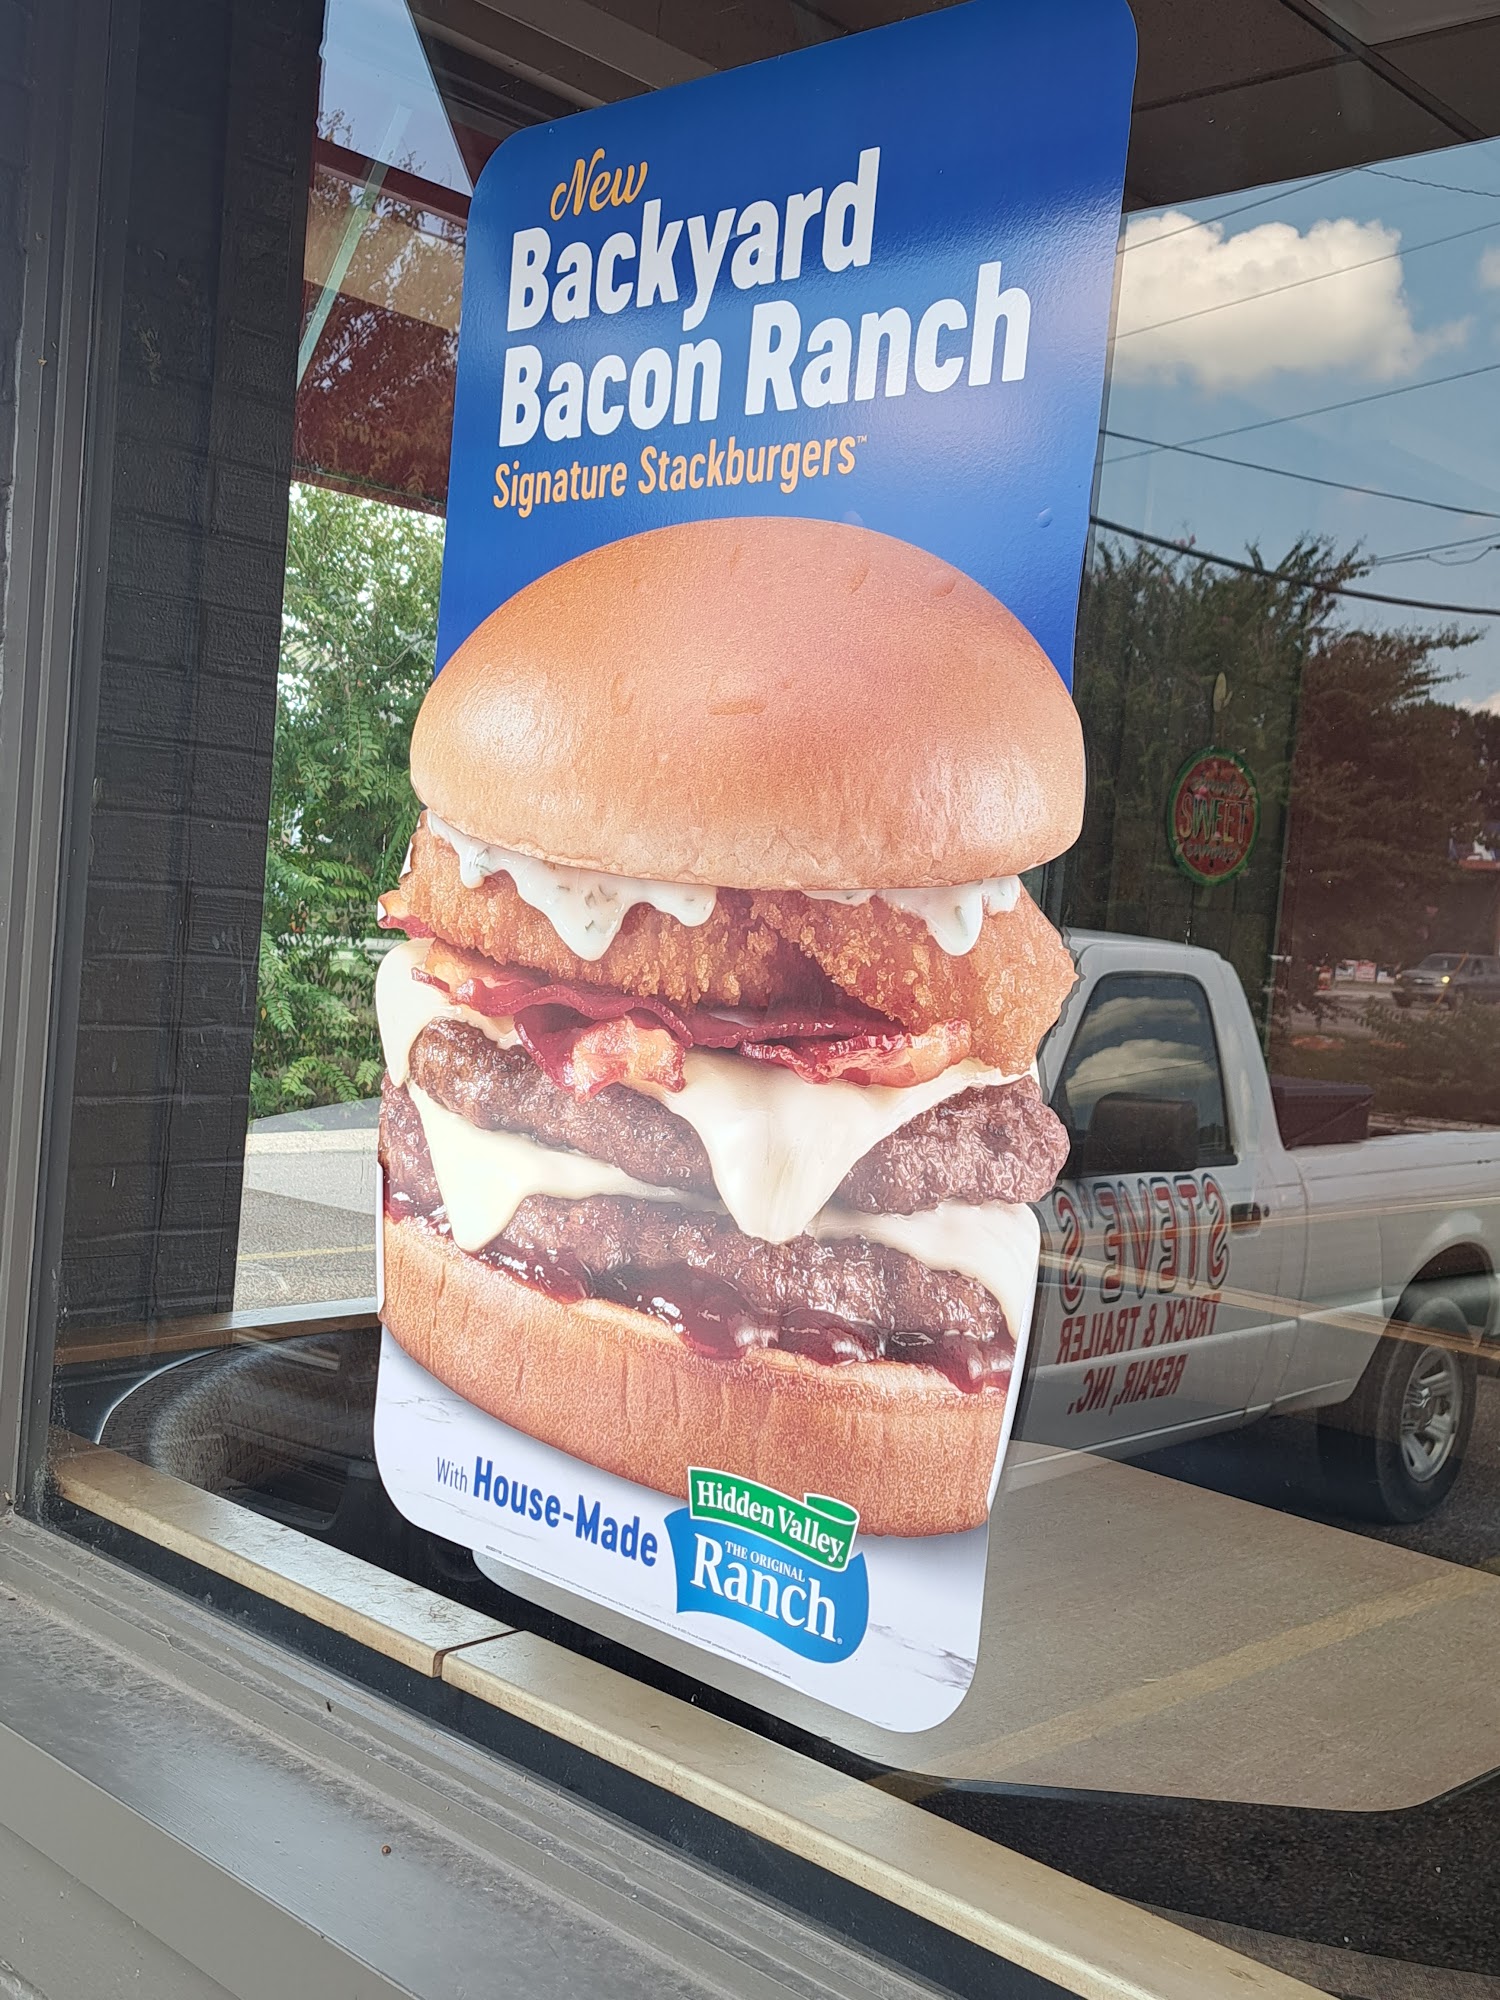 New
Backyard
Bacon Ranch
Signature Stackburgers™
With House-Made
Hidden Valley®
THE ORIGINAL
Ranch®
SWEET
STEVE'S
TRUCK & TRAILER
REPAIR, INC.